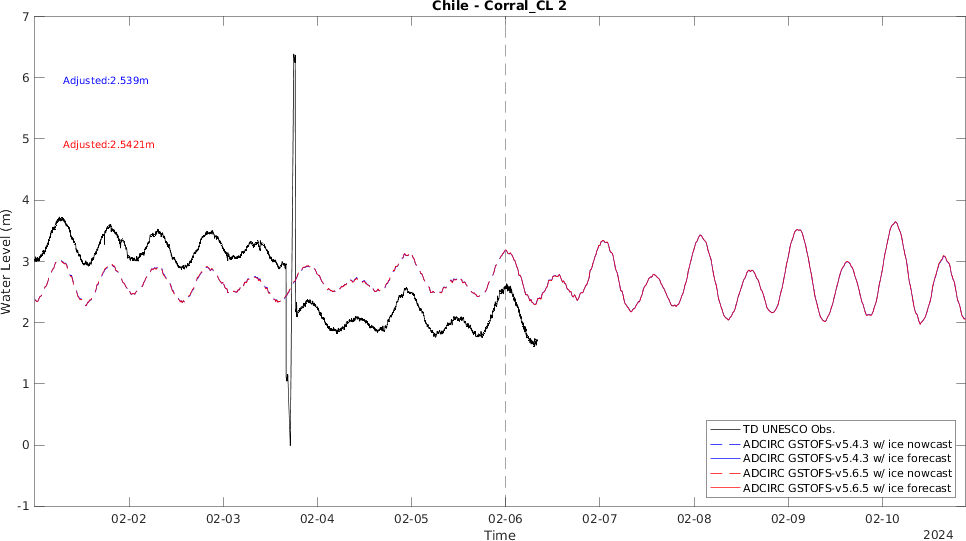 Chile - Corral_CL 2
7
6
5
4
3
2
1
0
-1
Water Level (m)
Adjusted:2.539m
Adjusted:2.5421m
TD UNESCO Obs.
ADCIRC GSTOFS-v5.4.3 w/ ice nowcast
ADCIRC GSTOFS-v5.4.3 w/ ice forecast
ADCIRC GSTOFS-v5.6.5 w/ ice nowcast
ADCIRC GSTOFS-v5.6.5 w/ ice forecast
02-02 02-03 02-04 02-05 02-06 02-07 02-08 02-09 02-10
Time
2024